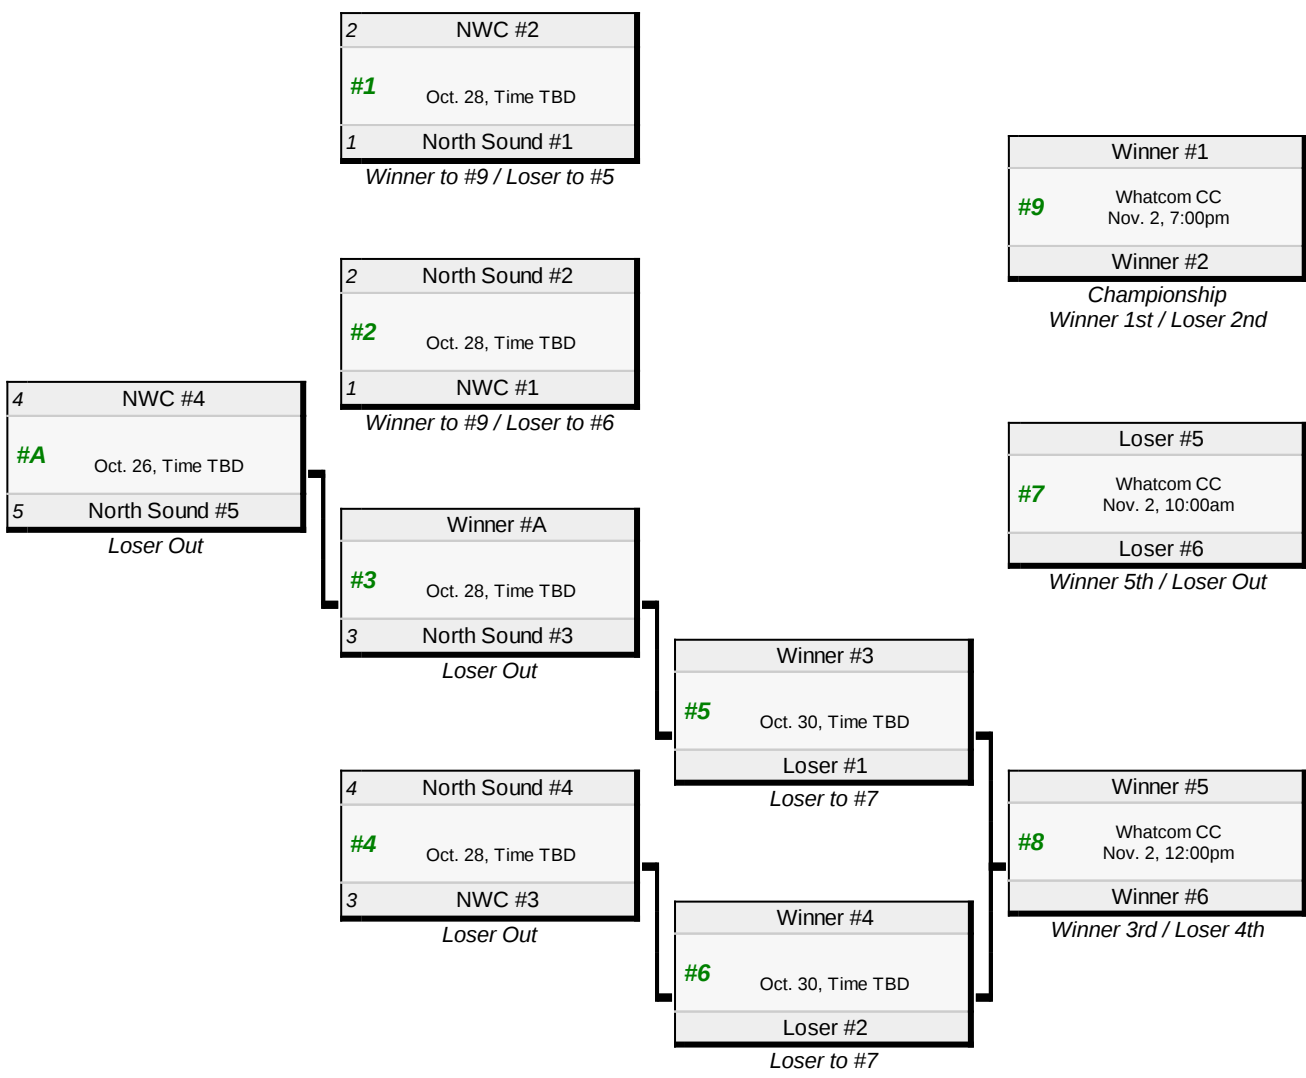 2 NWC #2
#1
Oct. 28, Time TBD
1 North Sound #1
Winner to #9 / Loser to #5
Winner #1
#9
Whatcom CC
Nov. 2, 7:00pm
Winner #2
Championship
Winner 1st / Loser 2nd
2 North Sound #2
#2
Oct. 28, Time TBD
1 NWC #1
Winner to #9 / Loser to #6
4 NWC #4
#A
Oct. 26, Time TBD
5 North Sound #5
Loser Out
Loser #5
#7
Whatcom CC
Nov. 2, 10:00am
Loser #6
Winner 5th / Loser Out
Winner #A
#3
Oct. 28, Time TBD
3 North Sound #3
Loser Out
Winner #3
#5
Oct. 30, Time TBD
Loser #1
Loser to #7
4 North Sound #4
#4
Oct. 28, Time TBD
3 NWC #3
Loser Out
Winner #5
#8
Whatcom CC
Nov. 2, 12:00pm
Winner #6
Winner 3rd / Loser 4th
Winner #4
#6
Oct. 30, Time TBD
Loser #2
Loser to #7